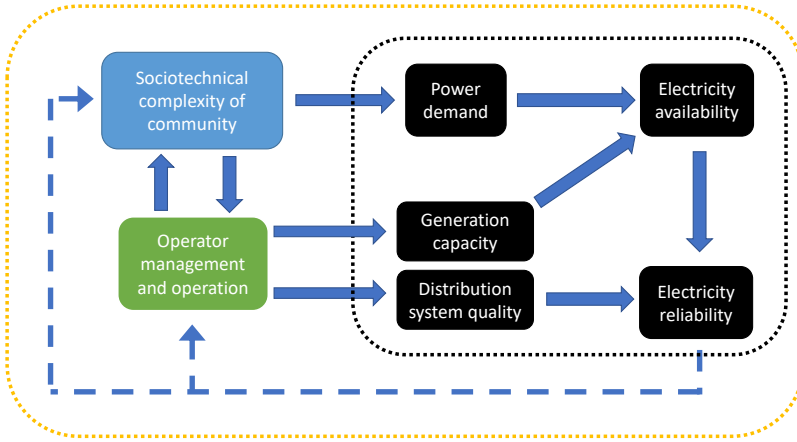 Sociotechnical
complexity of
community
Power
demand
Electricity
availability
Operator
management
and operation
Generation
capacity
Distribution
system quality
Electricity
reliability